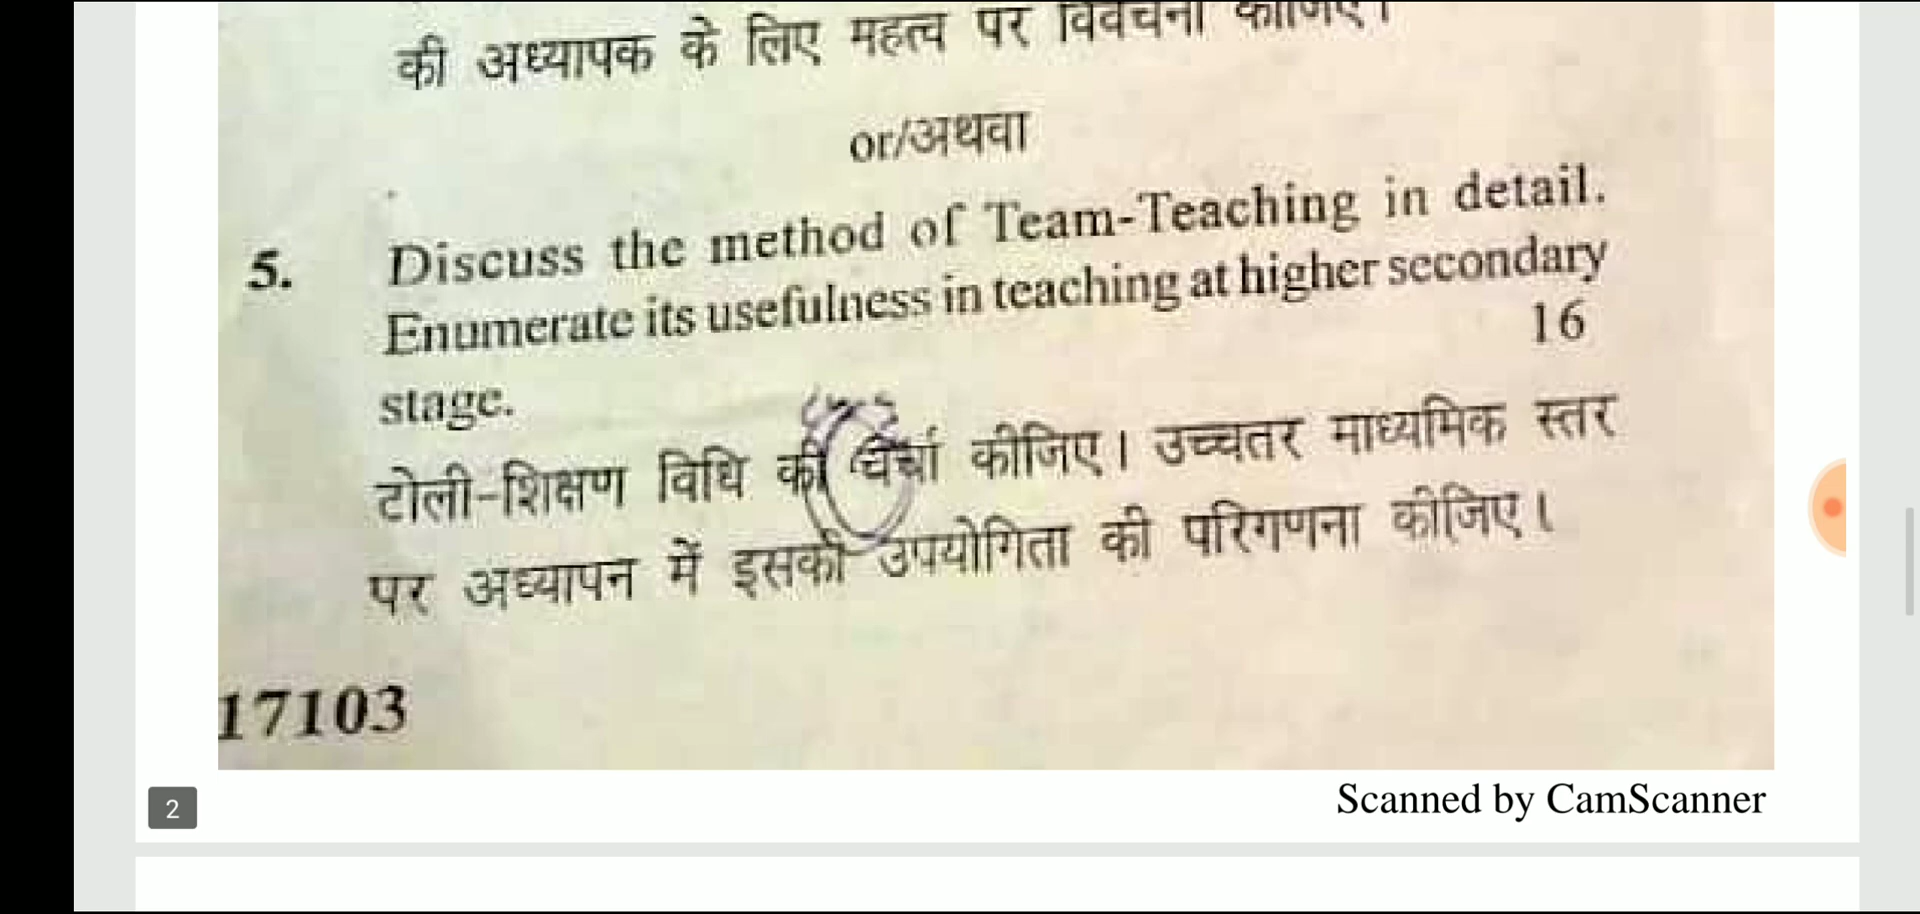 की अध्यापक के लिए महत्व पर विवेचना कीजिए।
or/अथवा
5. Discuss the method of Team-Teaching in detail.
Enumerate its usefulness in teaching at higher secondary
stage. 16
टोली-शिक्षण विधि की चर्चा कीजिए। उच्चतर माध्यमिक स्तर
पर अध्यापन में इसकी उपयोगिता की परिगणना कीजिए।
17103
2
Scanned by CamScanner